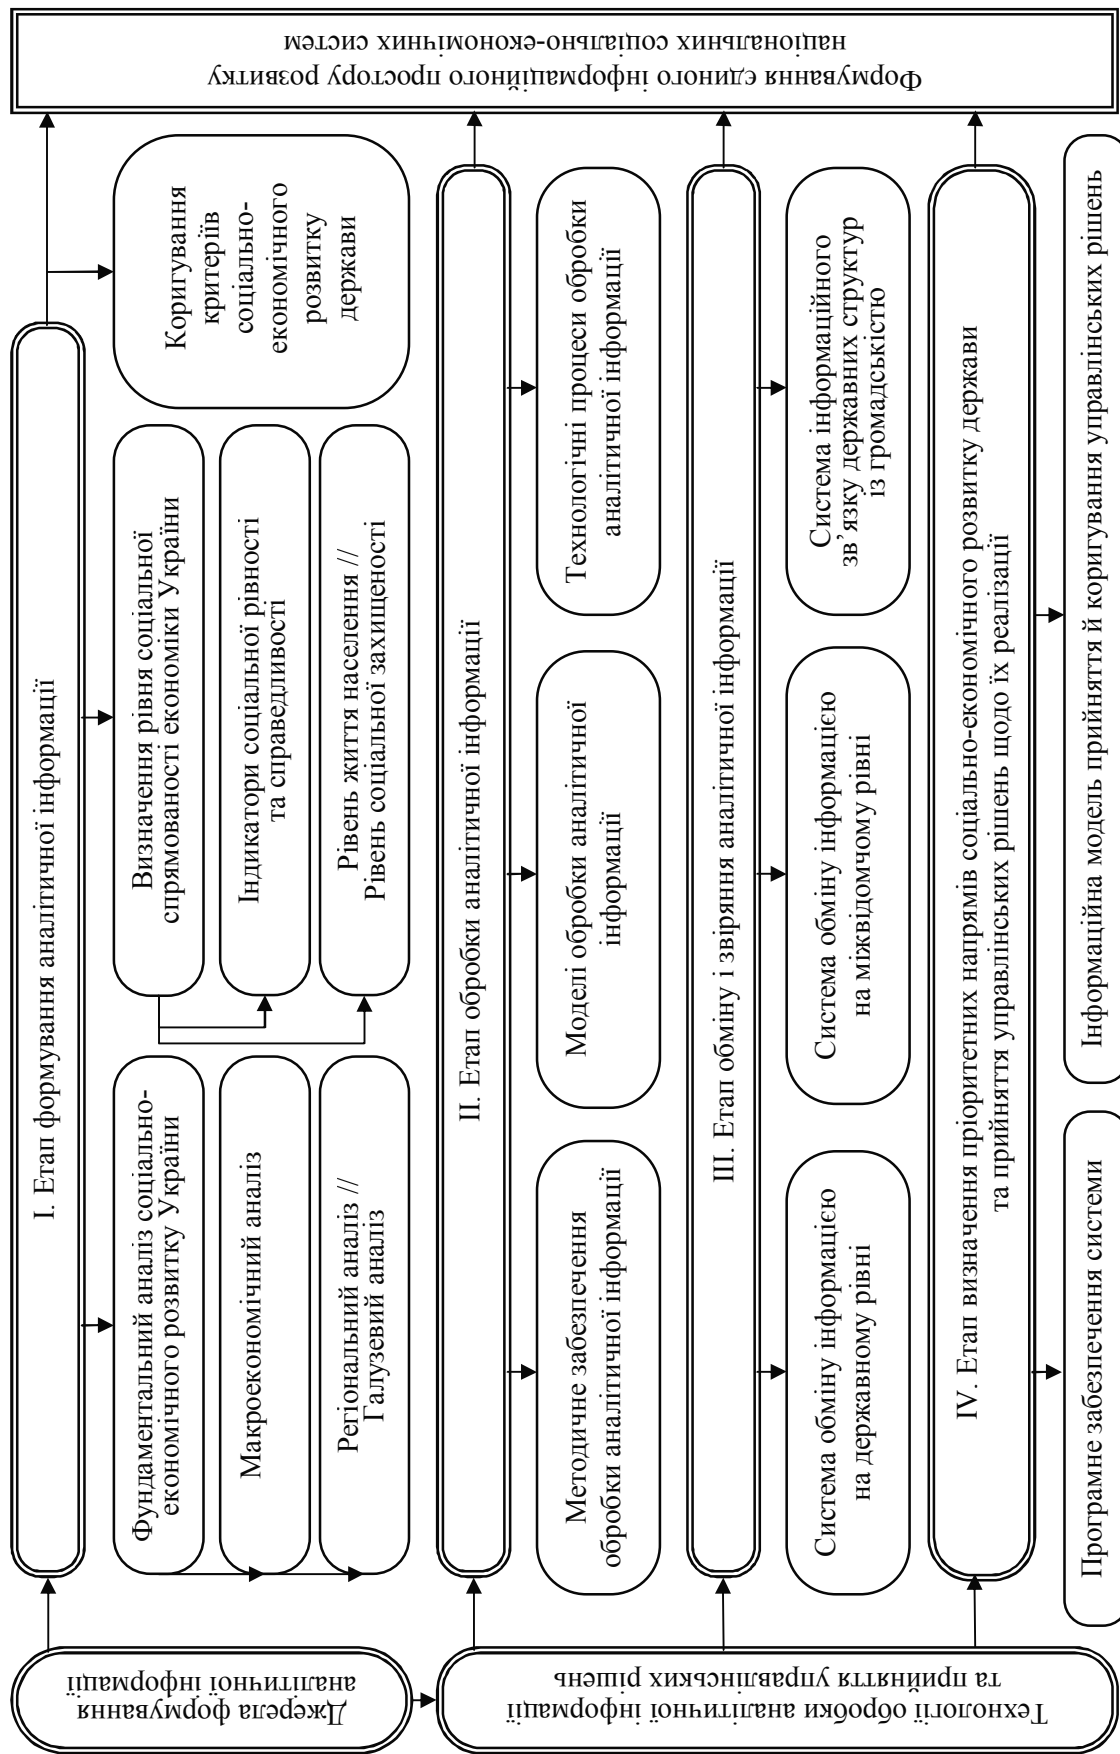 Джерела формування
аналітичної інформації
І. Етап формування аналітичної інформації
Фундаментальний аналіз соціально-
економічного розвитку України
Макроекономічний аналіз
Регіональний аналіз //
Галузевий аналіз
Визначення рівня соціальної
спрямованості економіки України
Індикатори соціальної рівності
та справедливості
Рівень життя населення //
Рівень соціальної захищеності
Коригування
критеріїв
соціально-
економічного
розвитку
держави
Технології обробки аналітичної інформації
та прийняття управлінських рішень
ІІ. Етап обробки аналітичної інформації
Методичне забезпечення
обробки аналітичної інформації
Моделі обробки аналітичної
інформації
Технологічні процеси обробки
аналітичної інформації
ІІІ. Етап обміну і звіряння аналітичної інформації
Система обміну інформацією
на державному рівні
Система обміну інформацією
на міжвідомчому рівні
Система інформаційного
зв’язку державних структур
із громадськістю
IV. Етап визначення пріоритетних напрямів соціально-економічного розвитку держави
та прийняття управлінських рішень щодо їх реалізації
Програмне забезпечення системи
Інформаційна модель прийняття й коригування управлінських рішень
Формування єдиного інформаційного простору розвитку
національних соціально-економічних систем